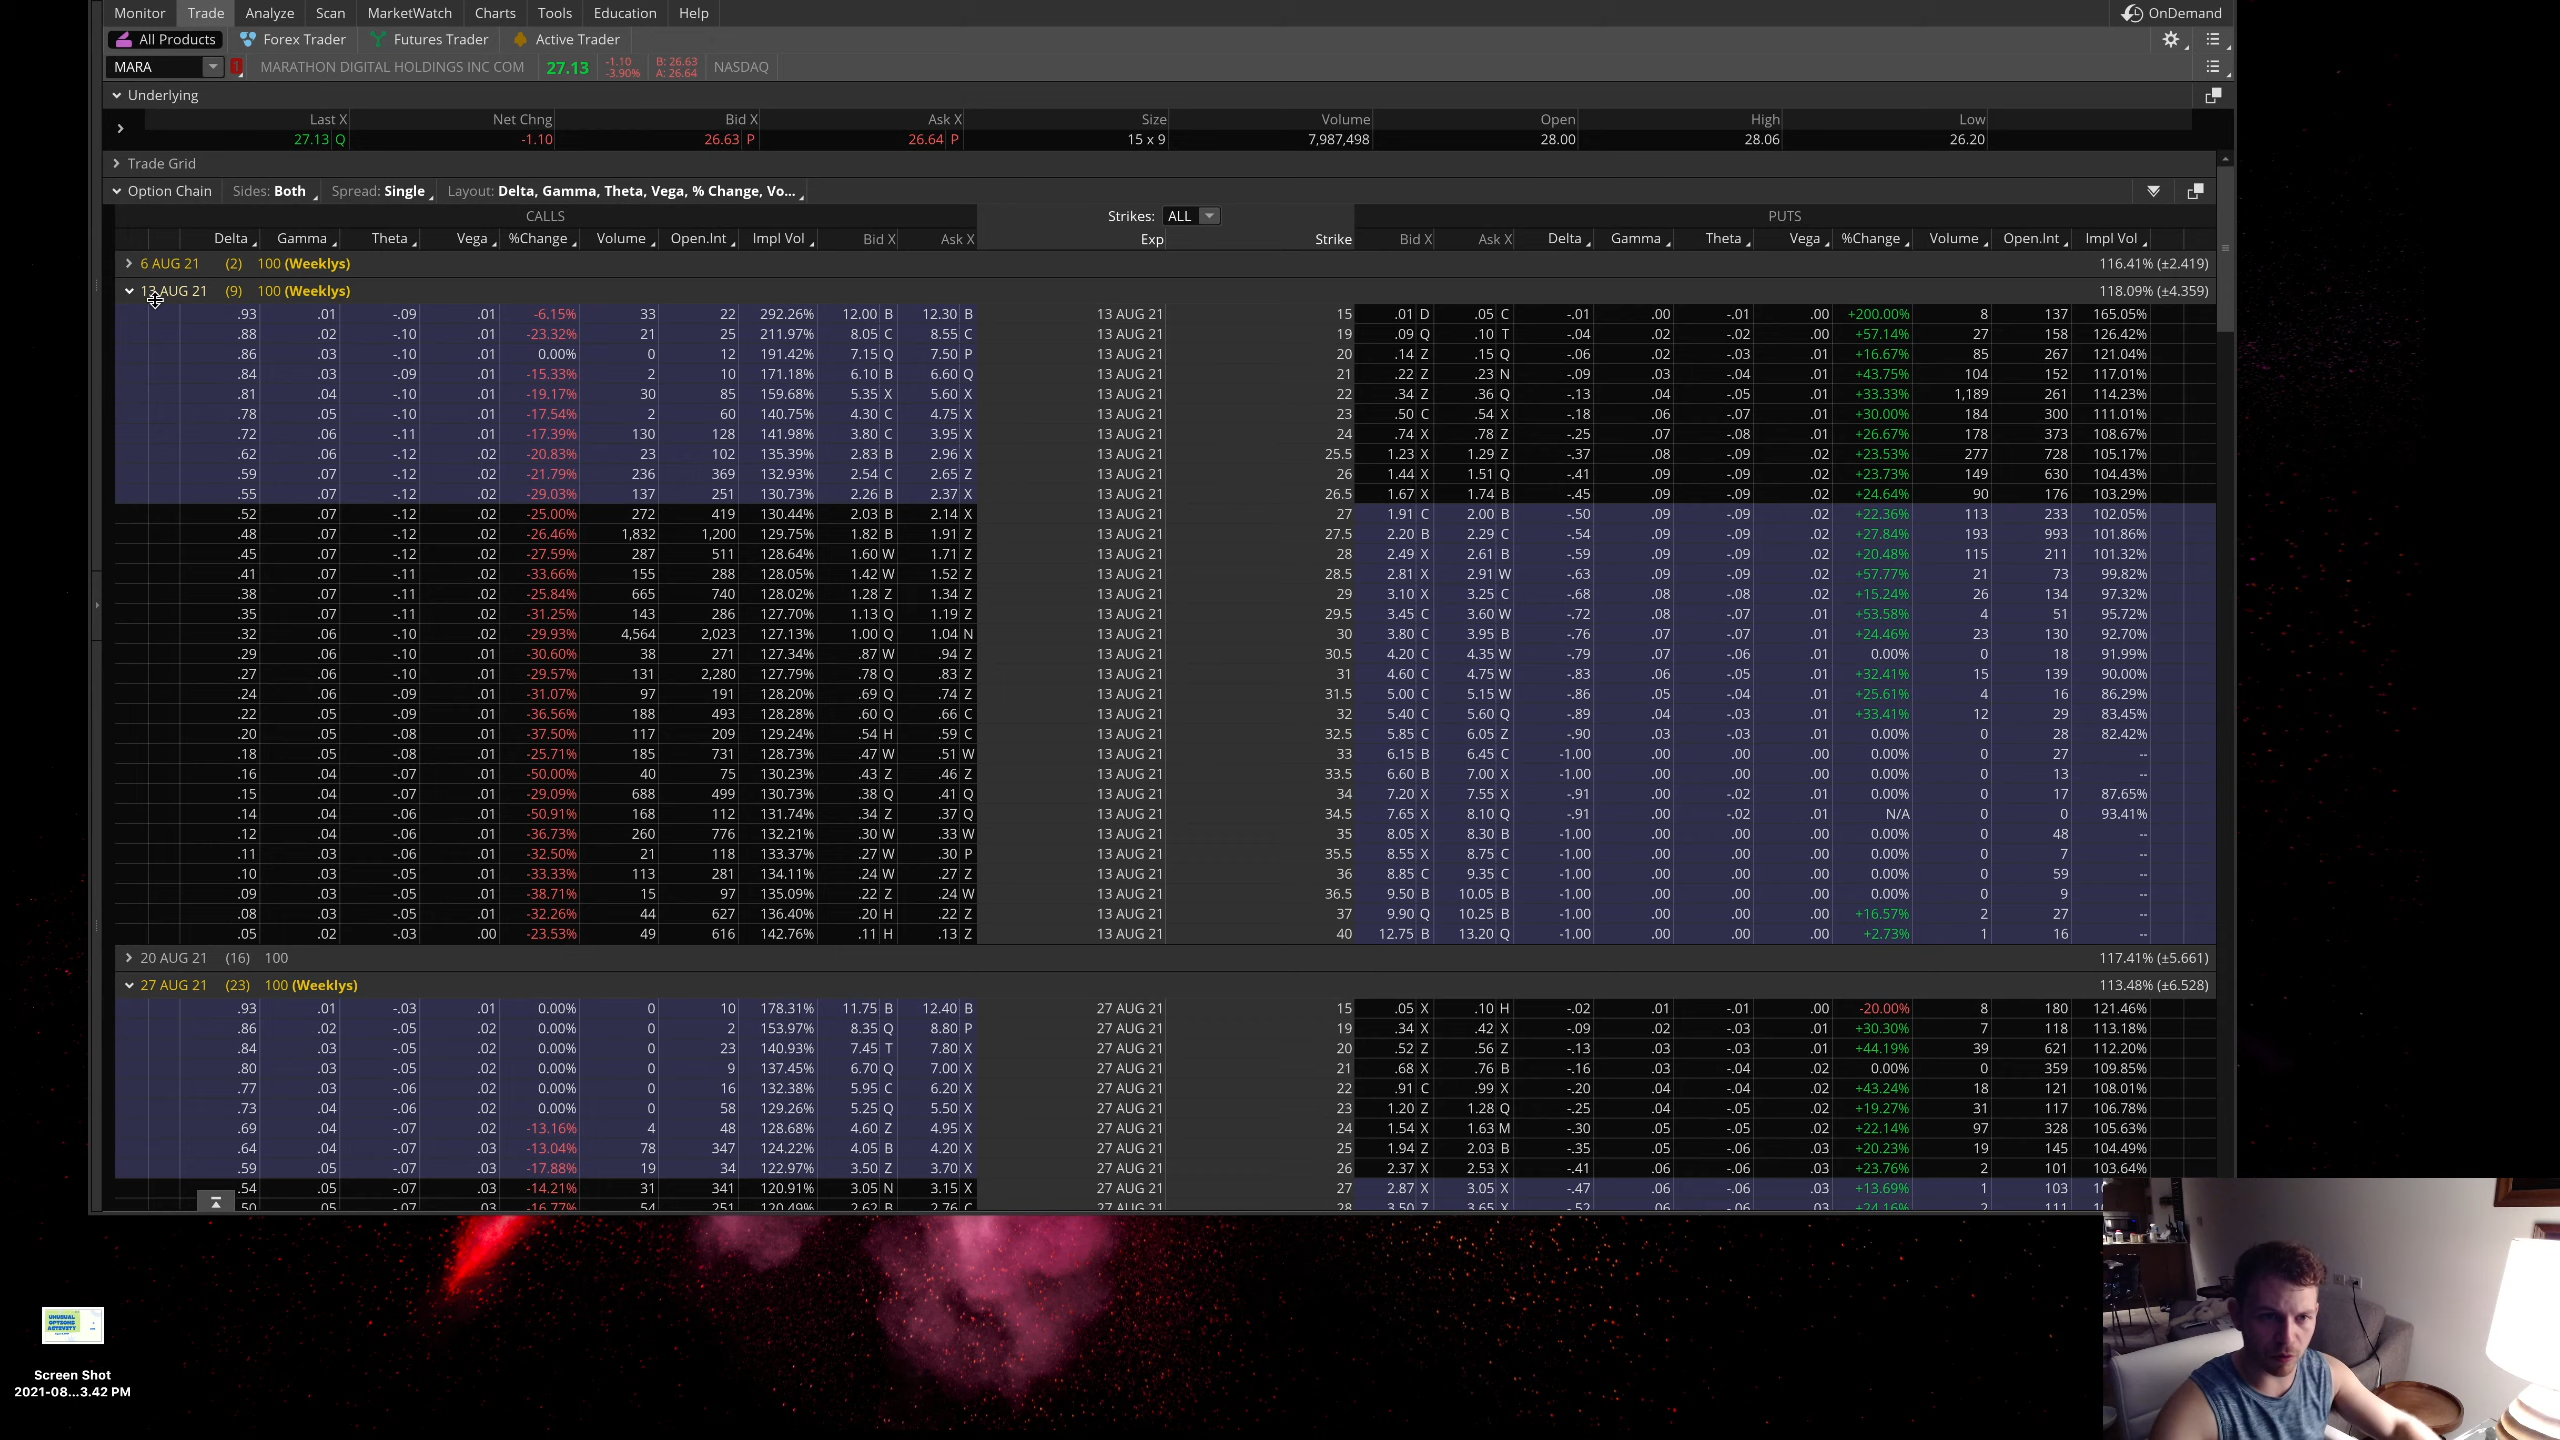 Monitor Trade Analyze Scan MarketWatch Charts Tools Education Help OnDemand
All Products Forex Trader Futures Trader Active Trader
MARA 1 MARATHON DIGITAL HOLDINGS INC COM 27.13 -1.10 -3.90% B: 26.63 A: 26.64 NASDAQ
Underlying
Last X Net Chng Bid X Ask X Size Volume Open High Low
27.13 Q -1.10 26.63 P 26.64 P 15 x 9 7,987,498 28.00 28.06 26.20
Trade Grid
Option Chain Sides: Both Spread: Single Layout: Delta, Gamma, Theta, Vega, % Change, Vo...
CALLS Strikes: ALL PUTS
Delta Gamma Theta Vega %Change Volume Open.Int Impl Vol Bid X Ask X Exp Strike Bid X Ask X Delta Gamma Theta Vega %Change Volume Open.Int Impl Vol
6 AUG 21 (2) 100 (Weeklys) 116.41% (±2.419)
13 AUG 21 (9) 100 (Weeklys) 118.09% (±4.359)
.93 .01 -.09 .01 -6.15% 33 22 292.26% 12.00 B 12.30 B 13 AUG 21 15 .01 D .05 C -.01 .00 -.01 .00 +200.00% 8 137 165.05%
.88 .02 -.10 .01 -23.32% 21 25 211.97% 8.05 C 8.55 C 13 AUG 21 19 .09 Q .10 T -.04 .02 -.02 .00 +57.14% 27 158 126.42%
.86 .03 -.10 .01 0.00% 0 12 191.42% 7.15 Q 7.50 P 13 AUG 21 20 .14 Z .15 Q -.06 .02 -.03 .01 +16.67% 85 267 121.04%
.84 .03 -.09 .01 -15.33% 2 10 171.18% 6.10 B 6.60 Q 13 AUG 21 21 .22 Z .23 N -.09 .03 -.04 .01 +43.75% 104 152 117.01%
.81 .04 -.10 .01 -19.17% 30 85 159.68% 5.35 X 5.60 X 13 AUG 21 22 .34 Z .36 Q -.13 .04 -.05 .01 +33.33% 1,189 261 114.23%
.78 .05 -.10 .01 -17.54% 2 60 140.75% 4.30 C 4.75 X 13 AUG 21 23 .50 C .54 X -.18 .06 -.07 .01 +30.00% 184 300 111.01%
.72 .06 -.11 .01 -17.39% 130 128 141.98% 3.80 C 3.95 X 13 AUG 21 24 .74 X .78 Z -.25 .07 -.08 .01 +26.67% 178 373 108.67%
.62 .06 -.12 .02 -20.83% 23 102 135.39% 2.83 B 2.96 X 13 AUG 21 25.5 1.23 X 1.29 Z -.37 .08 -.09 .02 +23.53% 277 728 105.17%
.59 .07 -.12 .02 -21.79% 236 369 132.93% 2.54 C 2.65 Z 13 AUG 21 26 1.44 X 1.51 Q -.41 .09 -.09 .02 +23.73% 149 630 104.43%
.55 .07 -.12 .02 -29.03% 137 251 130.73% 2.26 B 2.37 X 13 AUG 21 26.5 1.67 X 1.74 B -.45 .09 -.09 .02 +24.64% 90 176 103.29%
.52 .07 -.12 .02 -25.00% 272 419 130.44% 2.03 B 2.14 X 13 AUG 21 27 1.91 C 2.00 B -.50 .09 -.09 .02 +22.36% 113 233 102.05%
.48 .07 -.12 .02 -26.46% 1,832 1,200 129.75% 1.82 B 1.91 Z 13 AUG 21 27.5 2.20 B 2.29 C -.54 .09 -.09 .02 +27.84% 193 993 101.86%
.45 .07 -.12 .02 -27.59% 287 511 128.64% 1.60 W 1.71 Z 13 AUG 21 28 2.49 X 2.61 B -.59 .09 -.09 .02 +20.48% 115 211 101.32%
.41 .07 -.11 .02 -33.66% 155 288 128.05% 1.42 W 1.52 Z 13 AUG 21 28.5 2.81 X 2.91 W -.63 .09 -.09 .02 +57.77% 21 73 99.82%
.38 .07 -.11 .02 -25.84% 665 740 128.02% 1.28 Z 1.34 Z 13 AUG 21 29 3.10 X 3.25 C -.68 .08 -.08 .02 +15.24% 26 134 97.32%
.35 .07 -.11 .02 -31.25% 143 286 127.70% 1.13 Q 1.19 Z 13 AUG 21 29.5 3.45 C 3.60 W -.72 .08 -.07 .01 +53.58% 4 51 95.72%
.32 .06 -.10 .02 -29.93% 4,564 2,023 127.13% 1.00 Q 1.04 N 13 AUG 21 30 3.80 C 3.95 B -.76 .07 -.07 .01 +24.46% 23 130 92.70%
.29 .06 -.10 .01 -30.60% 38 271 127.34% .87 W .94 Z 13 AUG 21 30.5 4.20 C 4.35 W -.79 .07 -.06 .01 0.00% 0 18 91.99%
.27 .06 -.10 .01 -29.57% 131 2,280 127.79% .78 Q .83 Z 13 AUG 21 31 4.60 C 4.75 W -.83 .06 -.05 .01 +32.41% 15 139 90.00%
.24 .06 -.09 .01 -31.07% 97 191 128.20% .69 Q .74 Z 13 AUG 21 31.5 5.00 C 5.15 W -.86 .05 -.04 .01 +25.61% 4 16 86.29%
.22 .05 -.09 .01 -36.56% 188 493 128.28% .60 Q .66 C 13 AUG 21 32 5.40 C 5.60 Q -.89 .04 -.03 .01 +33.41% 12 29 83.45%
.20 .05 -.08 .01 -37.50% 117 209 129.24% .54 H .59 C 13 AUG 21 32.5 5.85 C 6.05 Z -.90 .03 -.03 .01 0.00% 0 28 82.42%
.18 .05 -.08 .01 -25.71% 185 731 128.73% .47 W .51 W 13 AUG 21 33 6.15 B 6.45 C -1.00 .00 .00 .00 0.00% 0 27 --
.16 .04 -.07 .01 -50.00% 40 75 130.23% .43 Z .46 Z 13 AUG 21 33.5 6.60 B 7.00 X -1.00 .00 .00 .00 0.00% 0 13 --
.15 .04 -.07 .01 -29.09% 688 499 130.73% .38 Q .41 Q 13 AUG 21 34 7.20 X 7.55 X -.91 .00 -.02 .01 0.00% 0 17 87.65%
.14 .04 -.06 .01 -50.91% 168 112 131.74% .34 Z .37 Q 13 AUG 21 34.5 7.65 X 8.10 Q -.91 .00 -.02 .01 N/A 0 0 93.41%
.12 .04 -.06 .01 -36.73% 260 776 132.21% .30 W .33 W 13 AUG 21 35 8.05 X 8.30 B -1.00 .00 .00 .00 0.00% 0 48 --
.11 .03 -.06 .01 -32.50% 21 118 133.37% .27 W .30 P 13 AUG 21 35.5 8.55 X 8.75 C -1.00 .00 .00 .00 0.00% 0 7 --
.10 .03 -.05 .01 -33.33% 113 281 134.11% .24 W .27 Z 13 AUG 21 36 8.85 C 9.35 C -1.00 .00 .00 .00 0.00% 0 59 --
.09 .03 -.05 .01 -38.71% 15 97 135.09% .22 Z .24 W 13 AUG 21 36.5 9.50 B 10.05 B -1.00 .00 .00 .00 0.00% 0 9 --
.08 .03 -.05 .01 -32.26% 44 627 136.40% .20 H .22 Z 13 AUG 21 37 9.90 Q 10.25 B -1.00 .00 .00 .00 +16.57% 2 27 --
.05 .02 -.03 .00 -23.53% 49 616 142.76% .11 H .13 Z 13 AUG 21 40 12.75 B 13.20 Q -1.00 .00 .00 .00 +2.73% 1 16 --
20 AUG 21 (16) 100 117.41% (±5.661)
27 AUG 21 (23) 100 (Weeklys) 113.48% (±6.528)
.93 .01 -.03 .01 0.00% 0 10 178.31% 11.75 B 12.40 B 27 AUG 21 15 .05 X .10 H -.02 .01 -.01 .00 -20.00% 8 180 121.46%
.86 .02 -.05 .02 0.00% 0 2 153.97% 8.35 Q 8.80 P 27 AUG 21 19 .34 X .42 X -.09 .02 -.03 .01 +30.30% 7 118 113.18%
.84 .03 -.05 .02 0.00% 0 23 140.93% 7.45 T 7.80 X 27 AUG 21 20 .52 Z .56 Z -.13 .03 -.03 .01 +44.19% 39 621 112.20%
.80 .03 -.05 .02 0.00% 0 9 137.45% 6.70 Q 7.00 X 27 AUG 21 21 .68 X .76 B -.16 .03 -.04 .02 0.00% 0 359 109.85%
.77 .03 -.06 .02 0.00% 0 16 132.38% 5.95 C 6.20 X 27 AUG 21 22 .91 C .99 X -.20 .04 -.04 .02 +43.24% 18 121 108.01%
.73 .04 -.06 .02 0.00% 0 58 129.26% 5.25 Q 5.50 X 27 AUG 21 23 1.20 Z 1.28 Q -.25 .04 -.05 .02 +19.27% 31 117 106.78%
.69 .04 -.07 .02 -13.16% 4 48 128.68% 4.60 Z 4.95 X 27 AUG 21 24 1.54 X 1.63 M -.30 .05 -.05 .02 +22.14% 97 328 105.63%
.64 .04 -.07 .03 -13.04% 78 347 124.22% 4.05 B 4.20 X 27 AUG 21 25 1.94 Z 2.03 B -.35 .05 -.06 .03 +20.23% 19 145 104.49%
.59 .05 -.07 .03 -17.88% 19 34 122.97% 3.50 Z 3.70 X 27 AUG 21 26 2.37 X 2.53 X -.41 .06 -.06 .03 +23.76% 2 101 103.64%
.54 .05 -.07 .03 -14.21% 31 341 120.91% 3.05 N 3.15 X 27 AUG 21 27 2.87 X 3.05 X -.47 .06 -.06 .03 +13.69% 1 103
.50 .05 -.07 .03 -16.77% 54 251 120.49% 2.62 B 2.76 C 27 AUG 21 28 3.50 Z 3.65 X -.52 .06 -.06 .03 +24.16% 2 111
UNUSUAL
OPTIONS
ACTIVITY
Screen Shot
2021-08...3.42 PM